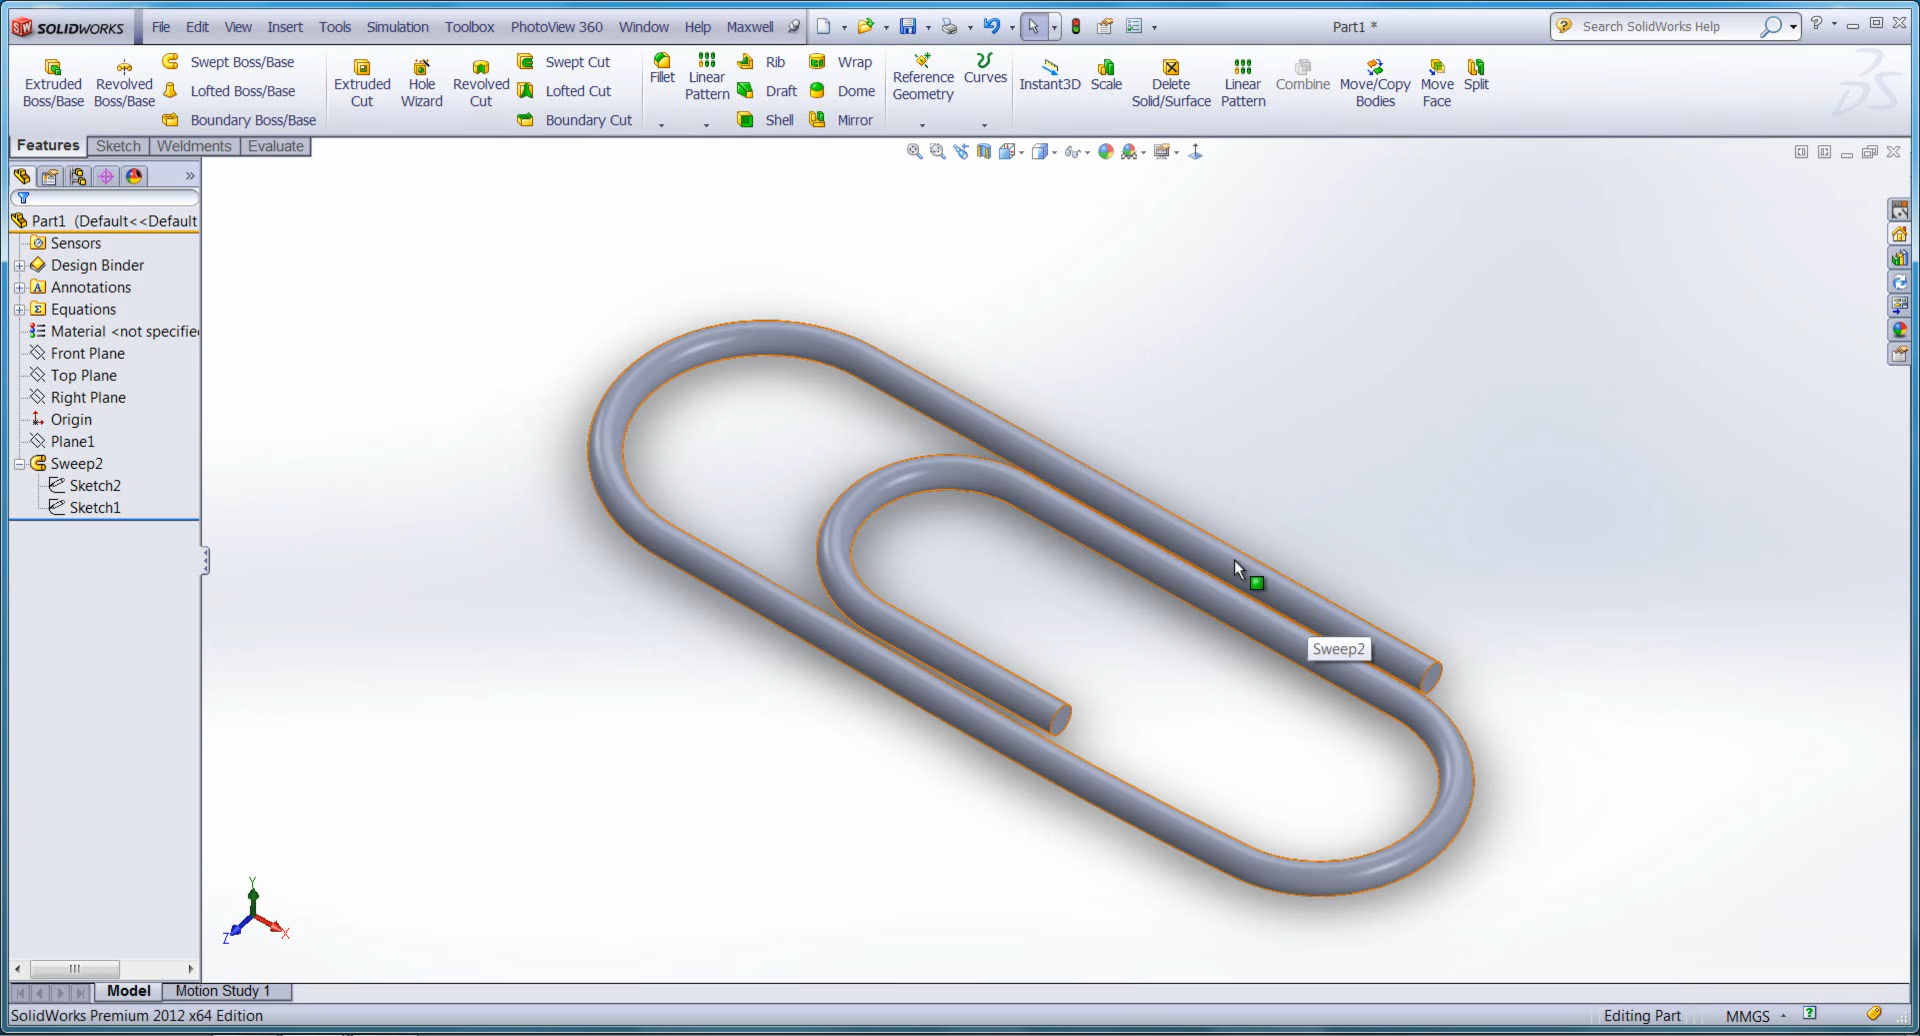 SOLIDWORKS File Edit View Insert Tools Simulation Toolbox PhotoView 360 Window Help Maxwell Part1 * Search SolidWorks Help
Extruded Boss/Base
Revolved Boss/Base
Swept Boss/Base
Lofted Boss/Base
Boundary Boss/Base
Extruded Cut
Hole Wizard
Revolved Cut
Swept Cut
Lofted Cut
Boundary Cut
Fillet
Linear Pattern
Rib
Draft
Shell
Wrap
Dome
Mirror
Reference Geometry
Curves
Instant3D
Scale
Delete Solid/Surface
Linear Pattern
Combine
Move/Copy Bodies
Move Face
Split
Features Sketch Weldments Evaluate
Part1 (Default<<Default
Sensors
Design Binder
Annotations
Equations
Material <not specifie
Front Plane
Top Plane
Right Plane
Origin
Plane1
Sweep2
Sketch2
Sketch1
Sweep2
Y
Z
X
Model Motion Study 1
SolidWorks Premium 2012 x64 Edition Editing Part MMGS